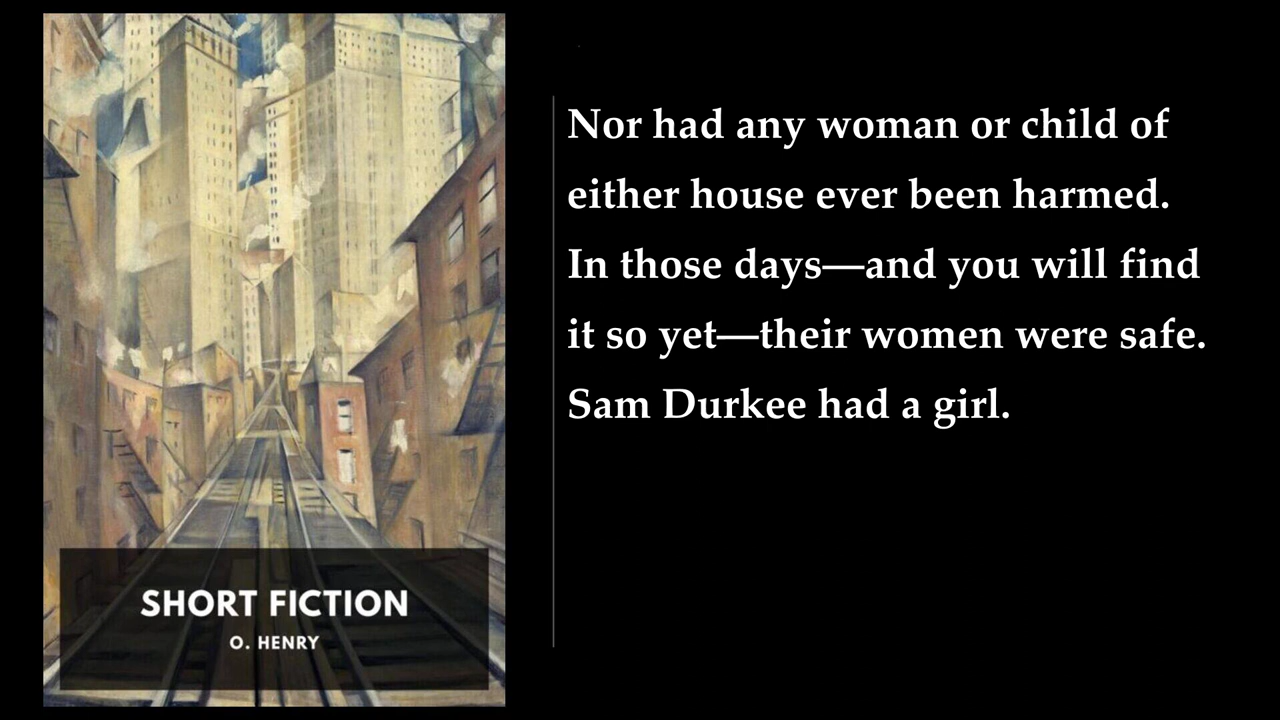 Nor had any woman or child of
either house ever been harmed.
In those days—and you will find
it so yet—their women were safe.
Sam Durkee had a girl.
SHORT FICTION
O. HENRY